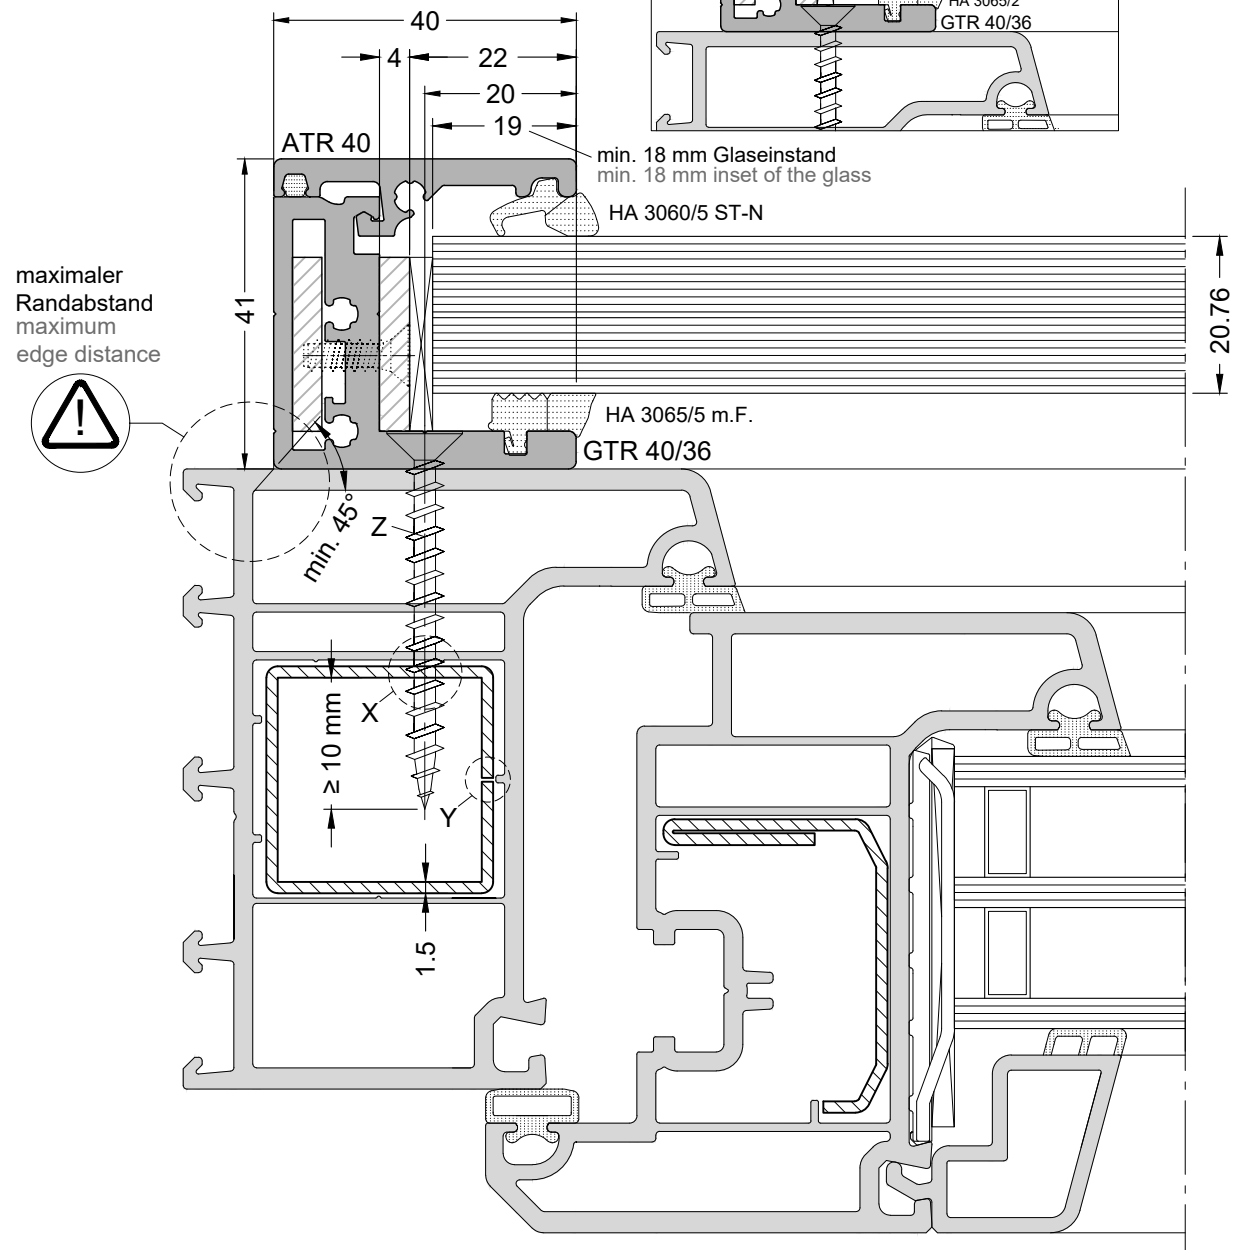 40
HA 3065/2
GTR 40/36
4
22
20
19
ATR 40
min. 18 mm Glaseinstand
min. 18 mm inset of the glass
HA 3060/5 ST-N
maximaler
Randabstand
maximum
edge distance
!
41
20.76
HA 3065/5 m.F.
GTR 40/36
min. 45°
Z
X
≥ 10 mm
Y
1.5